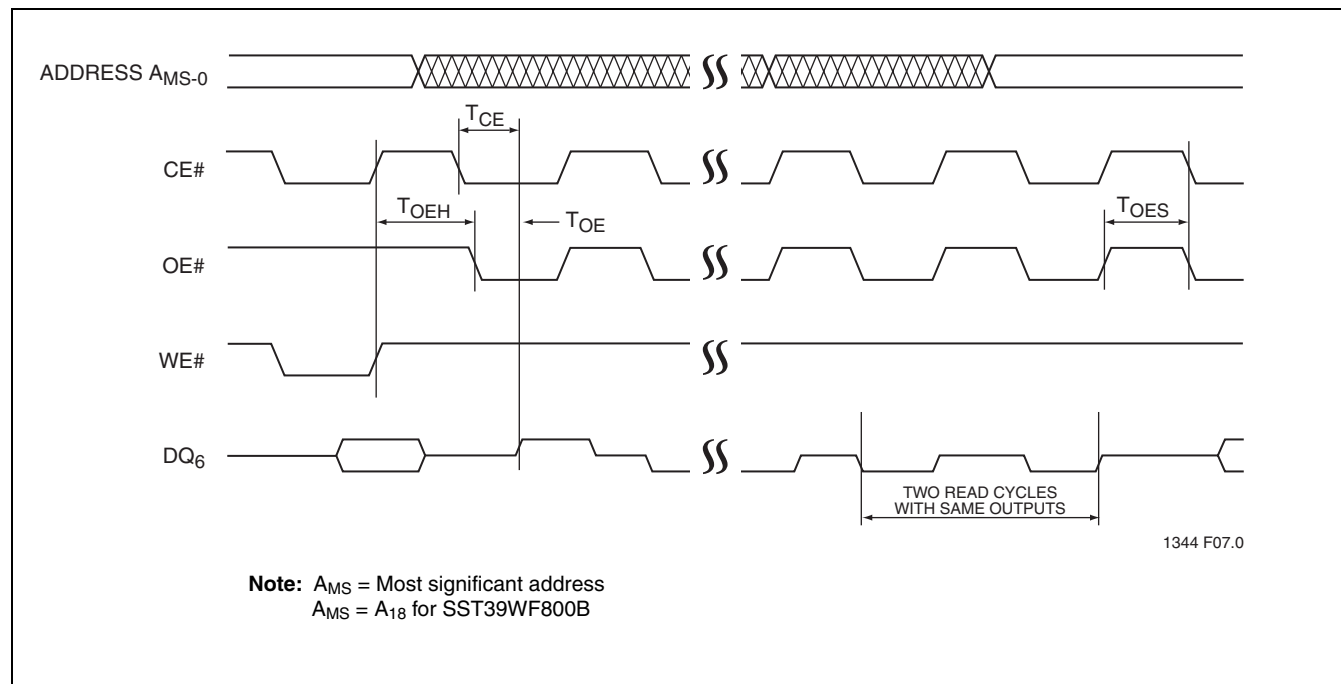 ADDRESS AMS-0
TCE
CE#
TOEH
TOE
TOES
OE#
WE#
DQ6
TWO READ CYCLES
WITH SAME OUTPUTS
1344 F07.0
Note: AMS = Most significant address
AMS = A18 for SST39WF800B